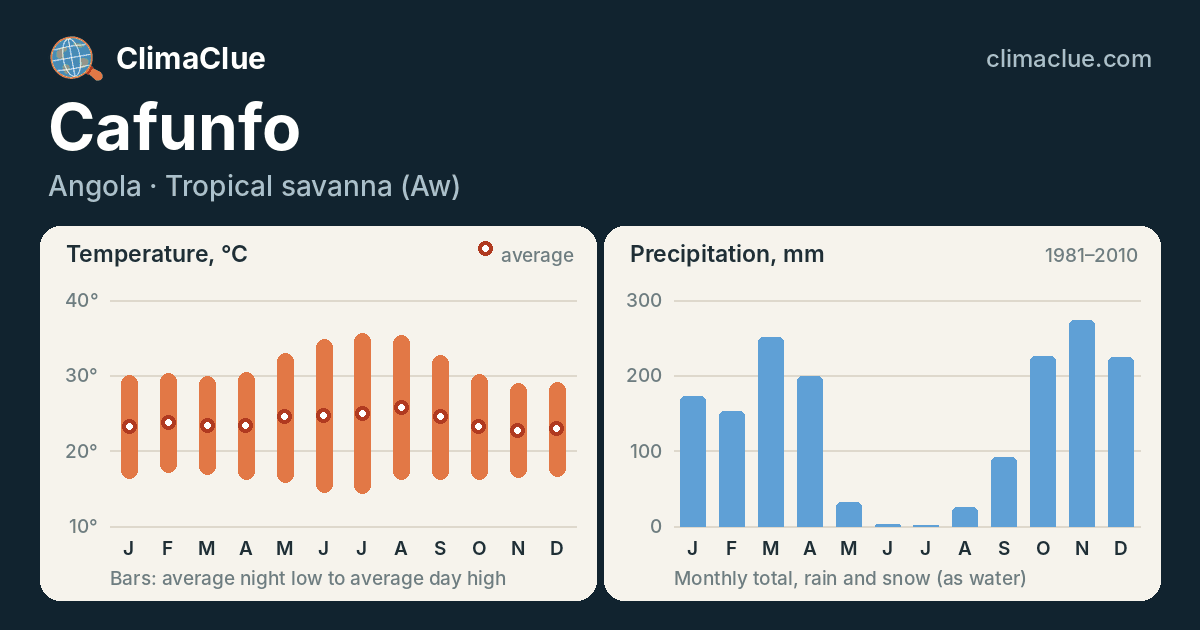 ClimaClue
climaclue.com
Cafunfo
Angola · Tropical savanna (Aw)
Temperature, °C
average
40°
30°
20°
10°
J F M A M J J A S O N D
Bars: average night low to average day high
Precipitation, mm
1981–2010
300
200
100
0
J F M A M J J A S O N D
Monthly total, rain and snow (as water)